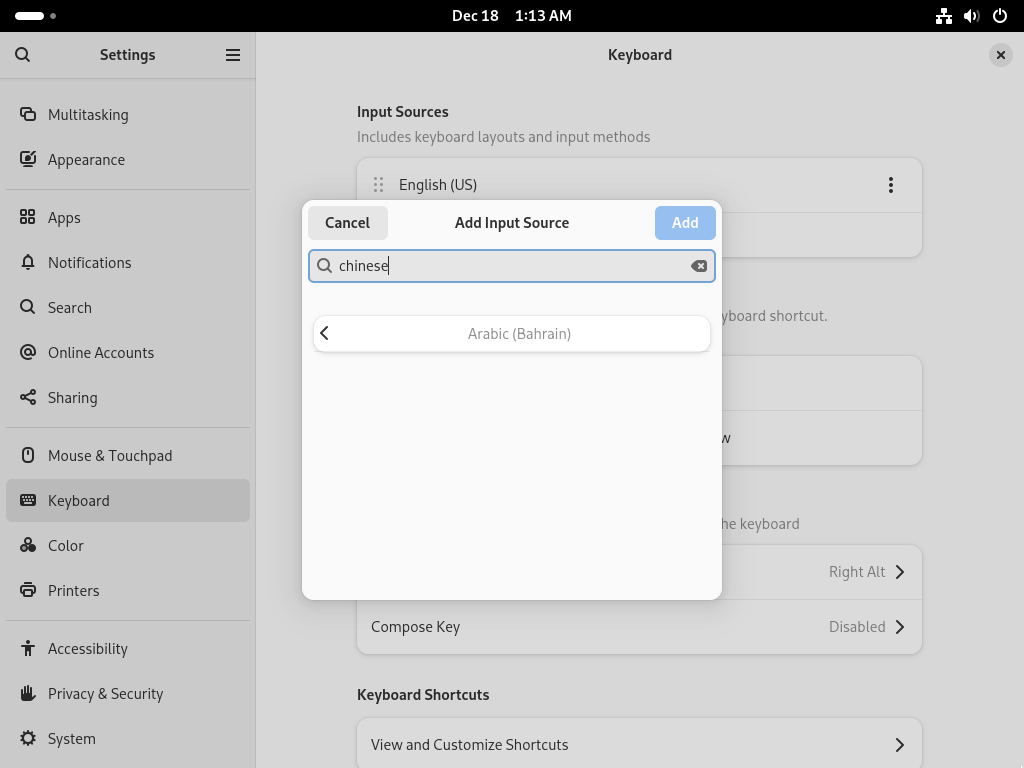 Dec 18 1:13 AM
Settings
Keyboard
Multitasking
Appearance
Apps
Notifications
Search
Online Accounts
Sharing
Mouse & Touchpad
Keyboard
Color
Printers
Accessibility
Privacy & Security
System
Input Sources
Includes keyboard layouts and input methods
English (US)
Cancel
Add Input Source
Add
chinese
Arabic (Bahrain)
yboard shortcut.
he keyboard
Right Alt
Compose Key
Disabled
Keyboard Shortcuts
View and Customize Shortcuts